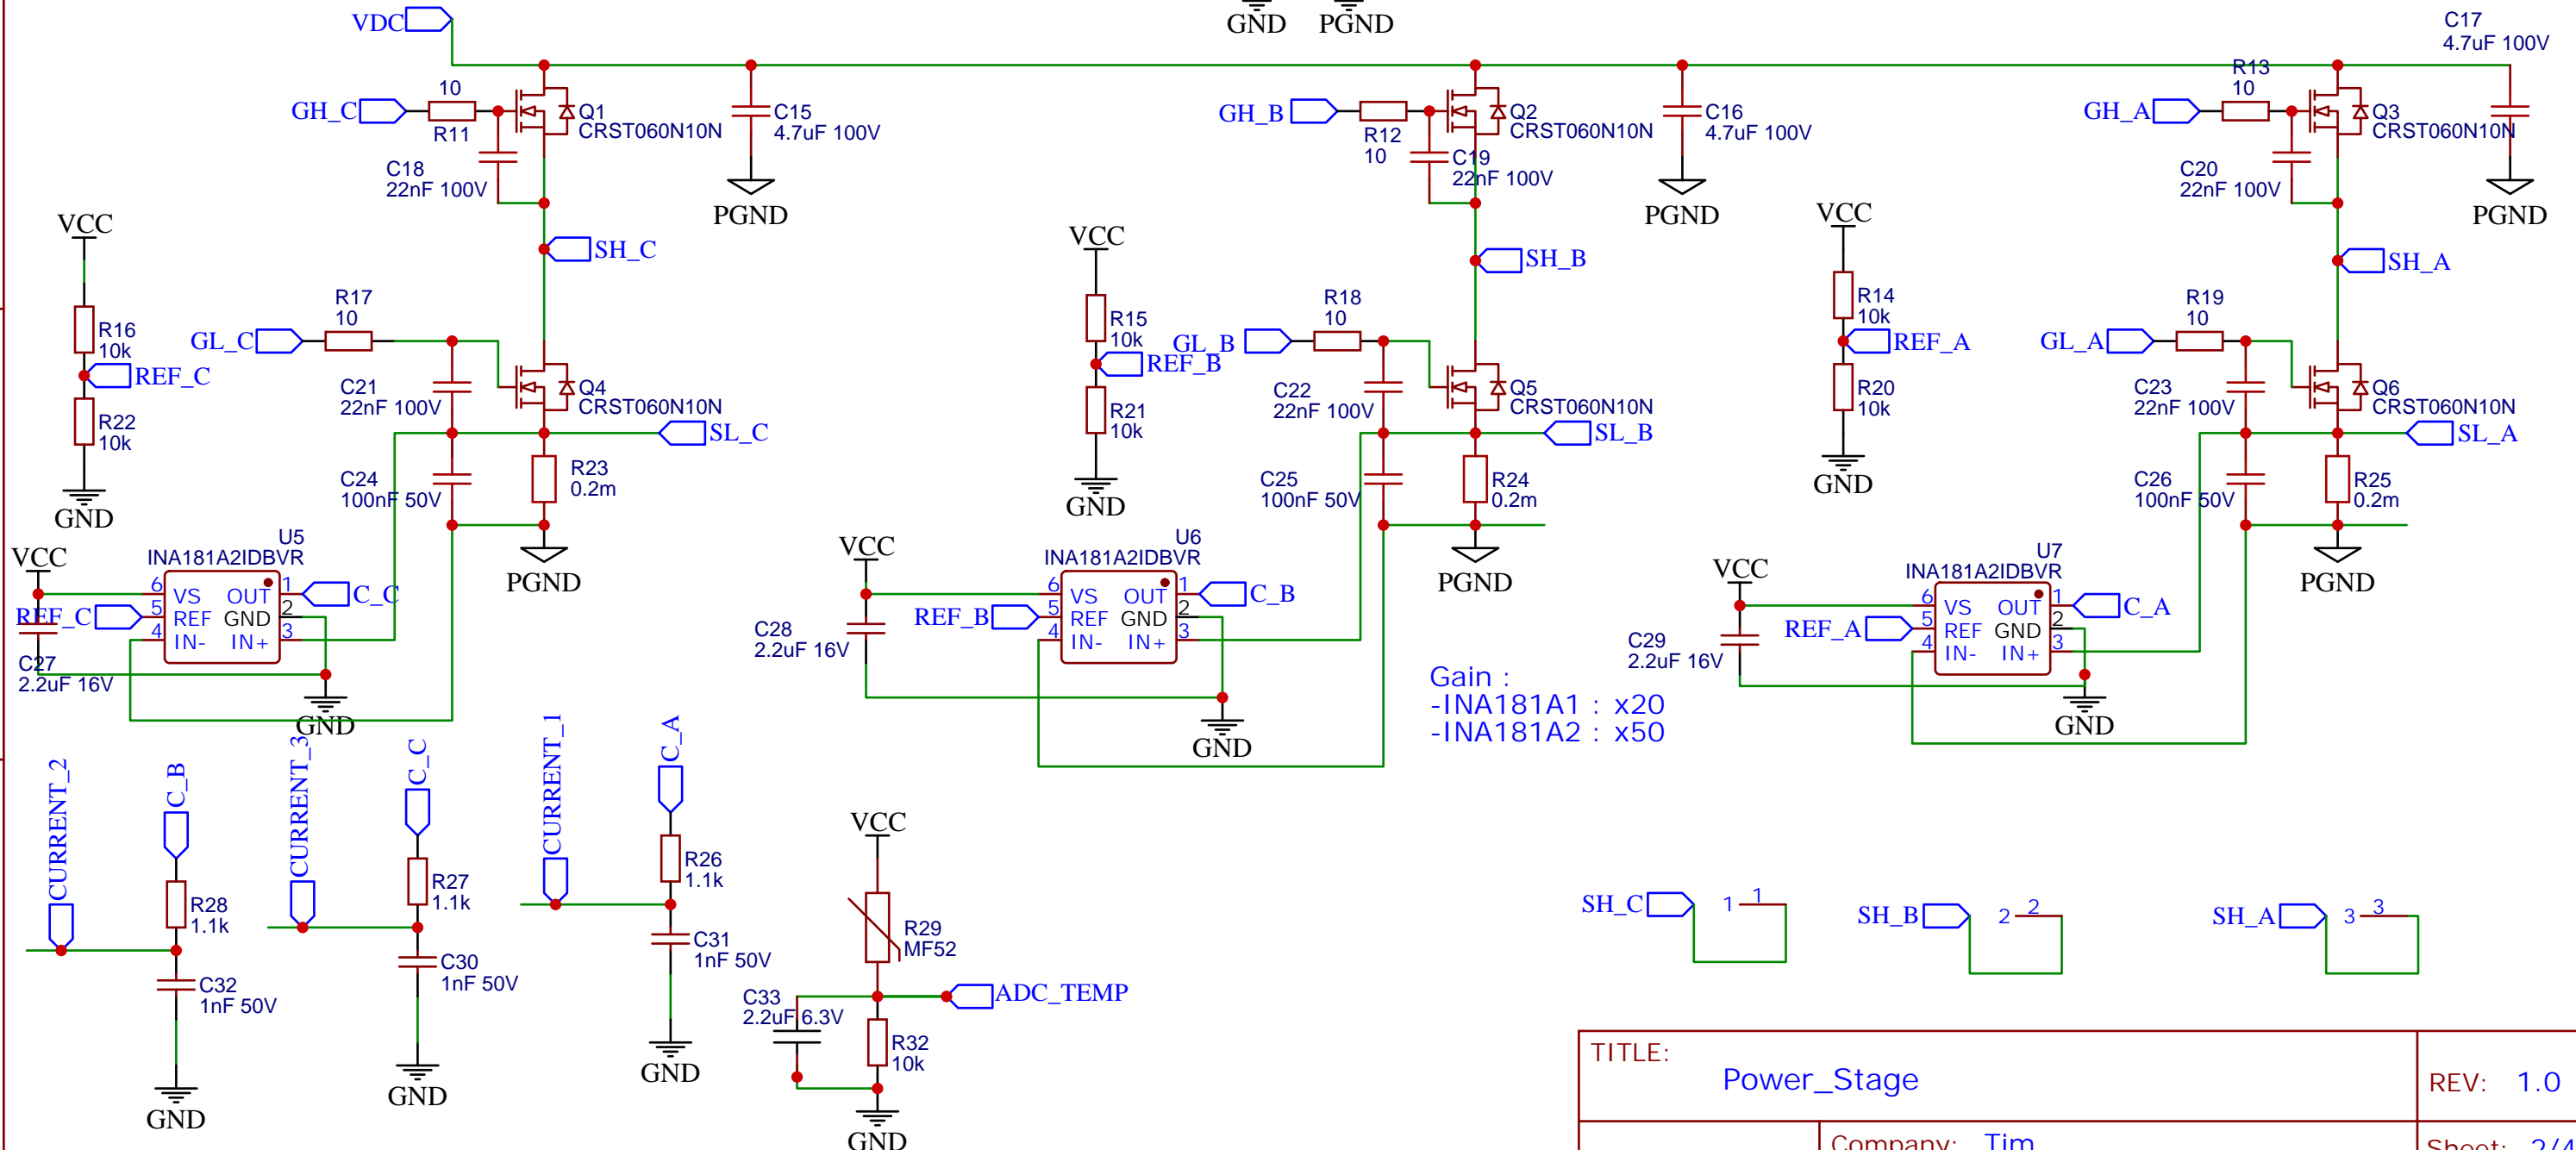 VDC
GND
PGND
C17
4.7uF 100V
GH_C
10
R11
Q1
CRST060N10N
C15
4.7uF 100V
C18
22nF 100V
PGND
GH_B
R12
10
Q2
CRST060N10N
C16
4.7uF 100V
C19
22nF 100V
PGND
GH_A
R13
10
Q3
CRST060N10N
C20
22nF 100V
PGND
VCC
SH_C
VCC
SH_B
VCC
SH_A
R16
10k
REF_C
R22
10k
GND
GL_C
R17
10
C21
22nF 100V
Q4
CRST060N10N
SL_C
C24
100nF 50V
R23
0.2m
PGND
R15
10k
REF_B
R21
10k
GND
GL_B
R18
10
C22
22nF 100V
Q5
CRST060N10N
SL_B
C25
100nF 50V
R24
0.2m
PGND
R14
10k
REF_A
R20
10k
GND
GL_A
R19
10
C23
22nF 100V
Q6
CRST060N10N
SL_A
C26
100nF 50V
R25
0.2m
PGND
VCC
U5
INA181A2IDBVR
6 VS OUT 1
5 REF GND 2
4 IN- IN+ 3
REF_C
C_C
C27
2.2uF 16V
GND
VCC
U6
INA181A2IDBVR
6 VS OUT 1
5 REF GND 2
4 IN- IN+ 3
REF_B
C_B
C28
2.2uF 16V
GND
Gain :
-INA181A1 : x20
-INA181A2 : x50
VCC
U7
INA181A2IDBVR
6 VS OUT 1
5 REF GND 2
4 IN- IN+ 3
REF_A
C_A
C29
2.2uF 16V
GND
CURRENT_2
C_B
R28
1.1k
C32
1nF 50V
GND
CURRENT_3
C_C
R27
1.1k
C30
1nF 50V
GND
CURRENT_1
C_A
R26
1.1k
C31
1nF 50V
GND
VCC
R29
MF52
C33
2.2uF 6.3V
ADC_TEMP
R32
10k
GND
SH_C 1 1
SH_B 2 2
SH_A 3 3
TITLE:
Power_Stage
REV: 1.0
Company: Tim
Sheet: 2/4